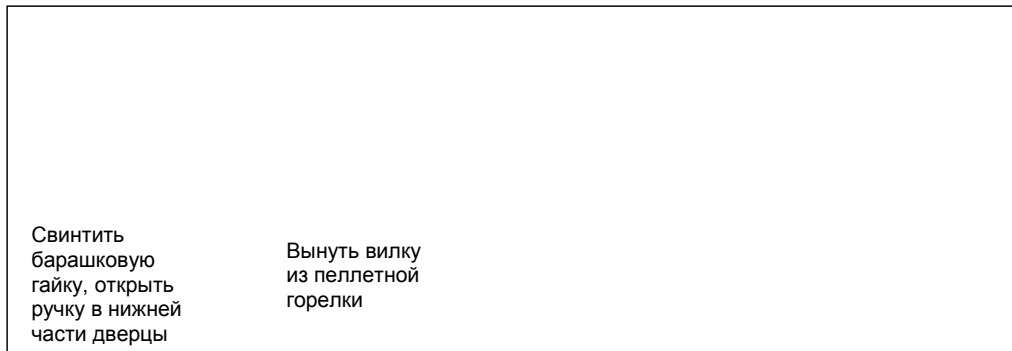 Свинтить
барашковую
гайку, открыть
ручку в нижней
части дверцы
Вынуть вилку
из пеллетной
горелки